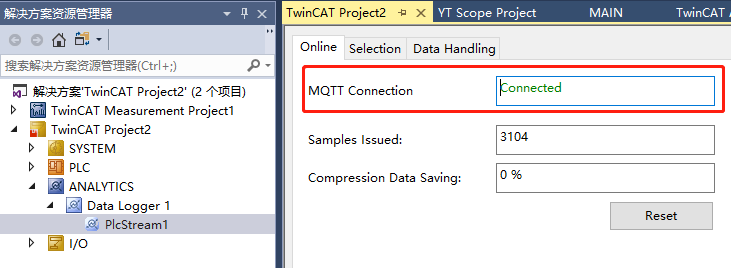 解决方案资源管理器
搜索解决方案资源管理器(Ctrl+;)
解决方案'TwinCAT Project2' (2 个项目)
TwinCAT Measurement Project1
TwinCAT Project2
SYSTEM
PLC
ANALYTICS
Data Logger 1
PlcStream1
I/O
TwinCAT Project2
YT Scope Project
MAIN
TwinCAT A
Online
Selection
Data Handling
MQTT Connection
Connected
Samples Issued:
3104
Compression Data Saving:
0 %
Reset